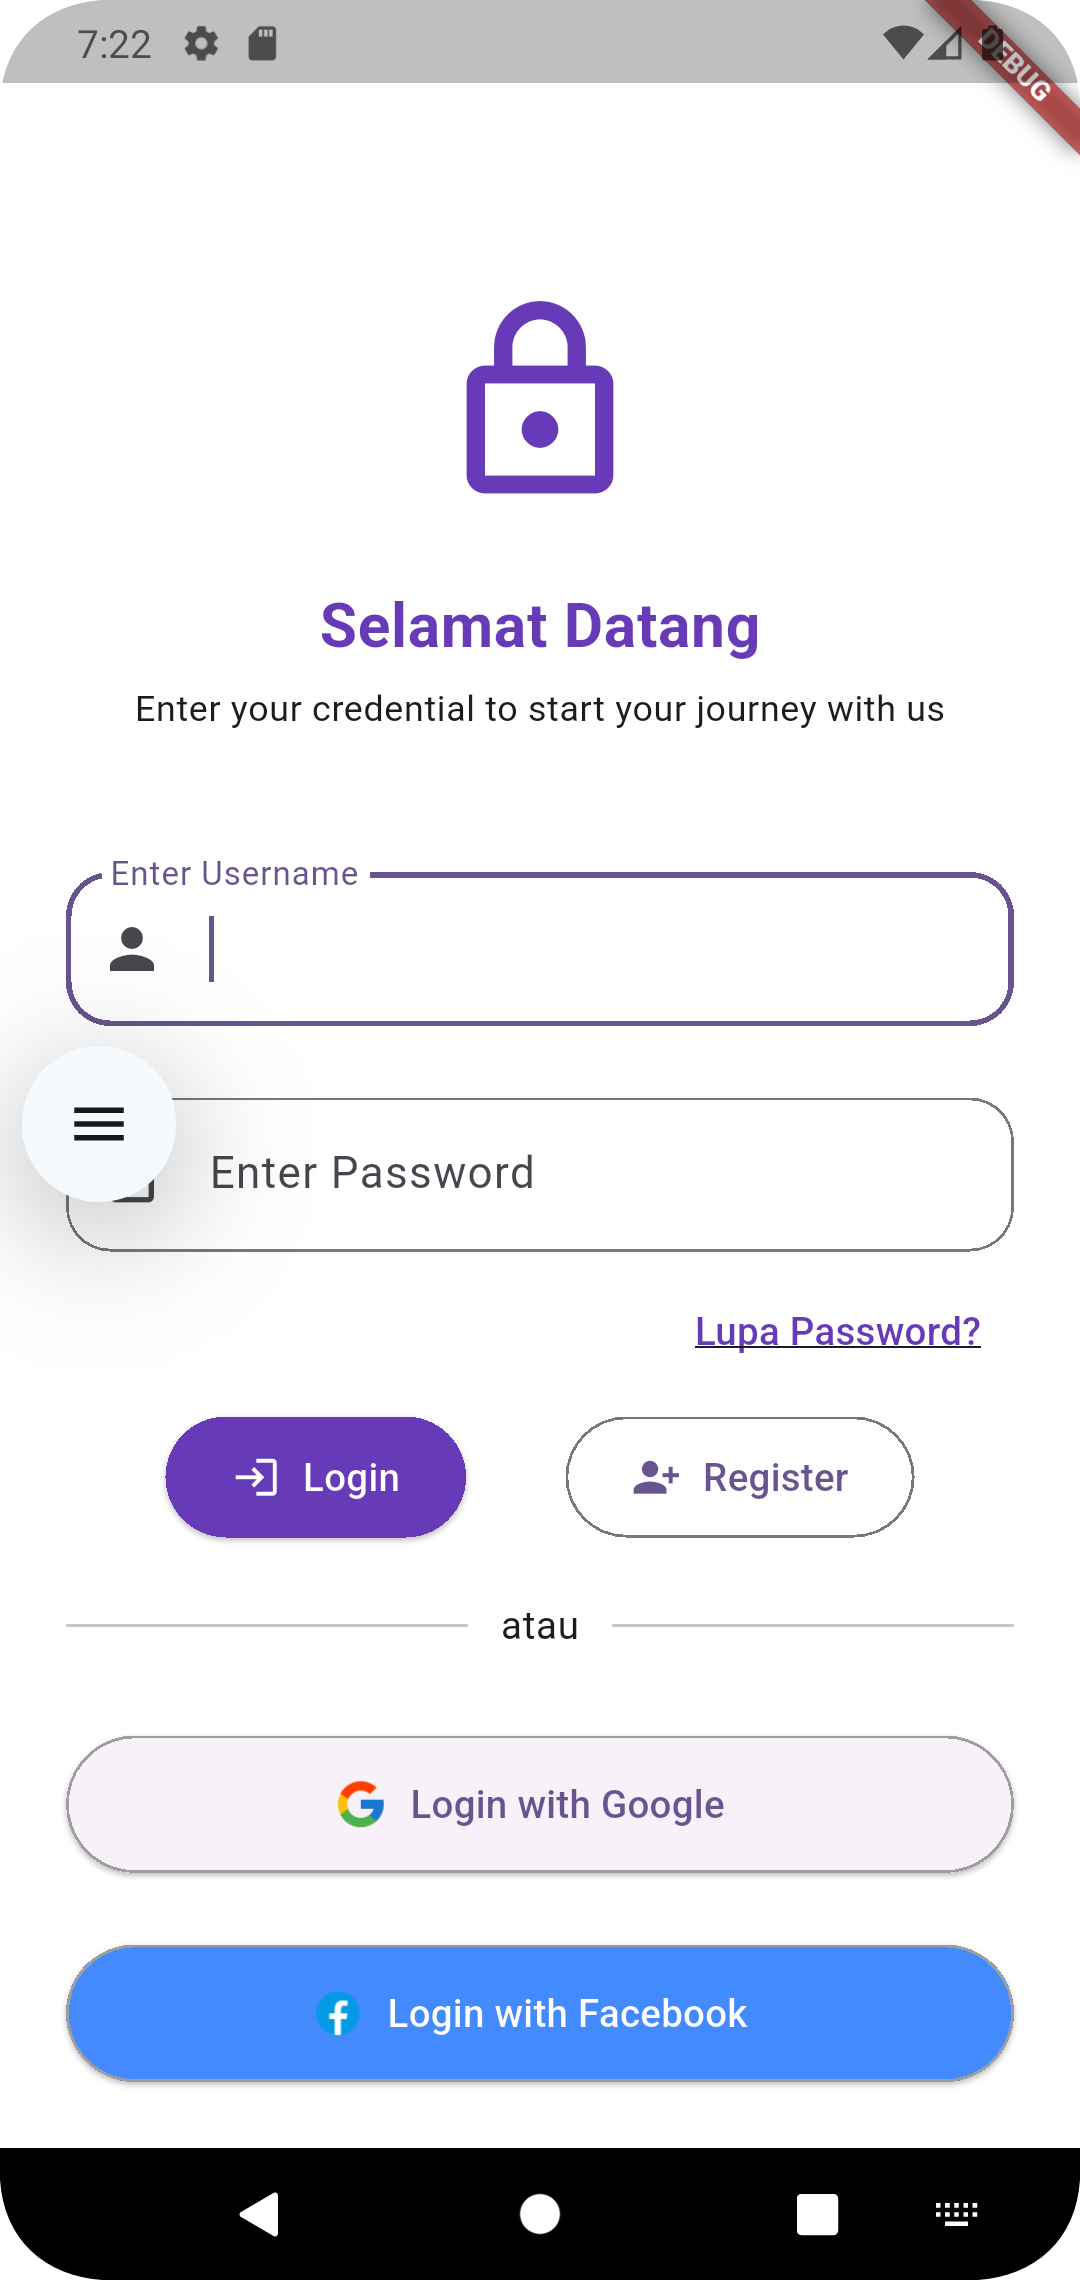 7:22
DEBUG
Selamat Datang
Enter your credential to start your journey with us
Enter Username
Enter Password
Lupa Password?
Login
Register
atau
Login with Google
Login with Facebook